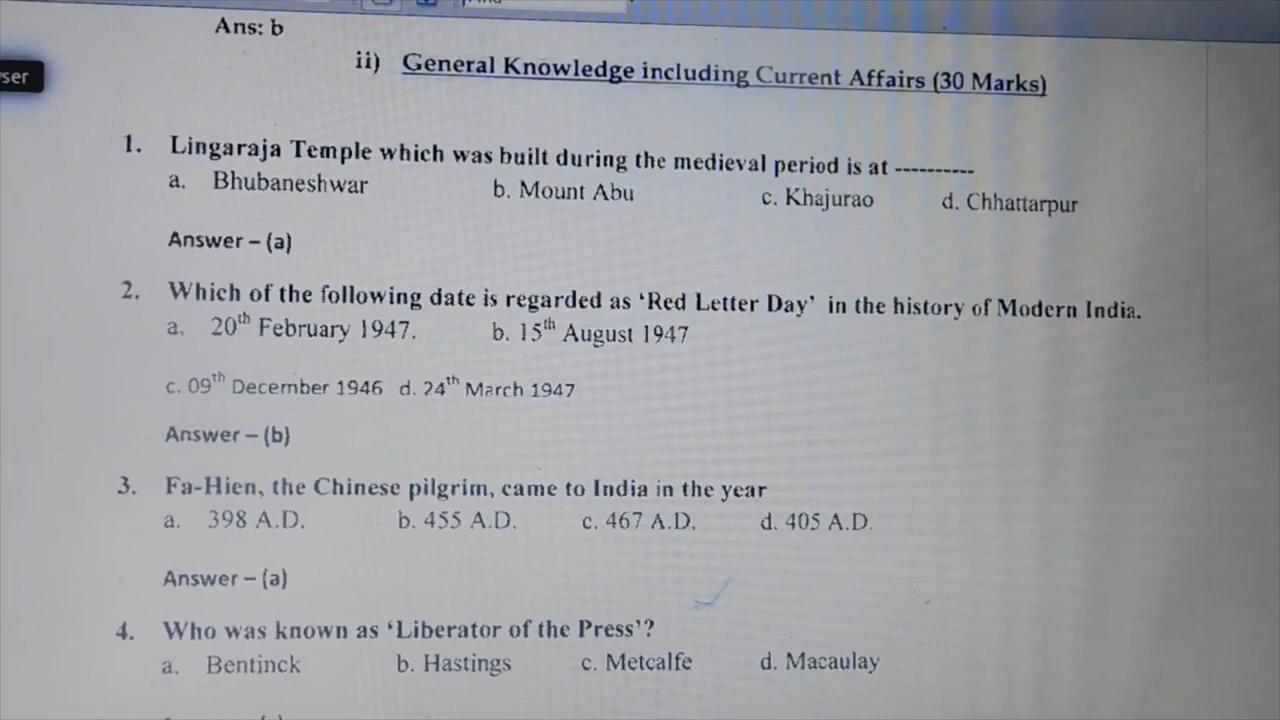 Ans: b
ser
ii) General Knowledge including Current Affairs (30 Marks)
1. Lingaraja Temple which was built during the medieval period is at ----------
a. Bhubaneshwar b. Mount Abu c. Khajurao d. Chhattarpur
Answer – (a)
2. Which of the following date is regarded as ‘Red Letter Day’ in the history of Modern India.
a. 20th February 1947. b. 15th August 1947
c. 09th December 1946 d. 24th March 1947
Answer – (b)
3. Fa-Hien, the Chinese pilgrim, came to India in the year
a. 398 A.D. b. 455 A.D. c. 467 A.D. d. 405 A.D.
Answer – (a)
4. Who was known as ‘Liberator of the Press’?
a. Bentinck b. Hastings c. Metcalfe d. Macaulay